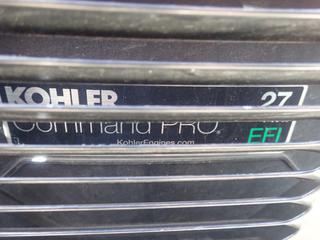 KOHLER 27
Command PRO EFI
KohlerEngines.com